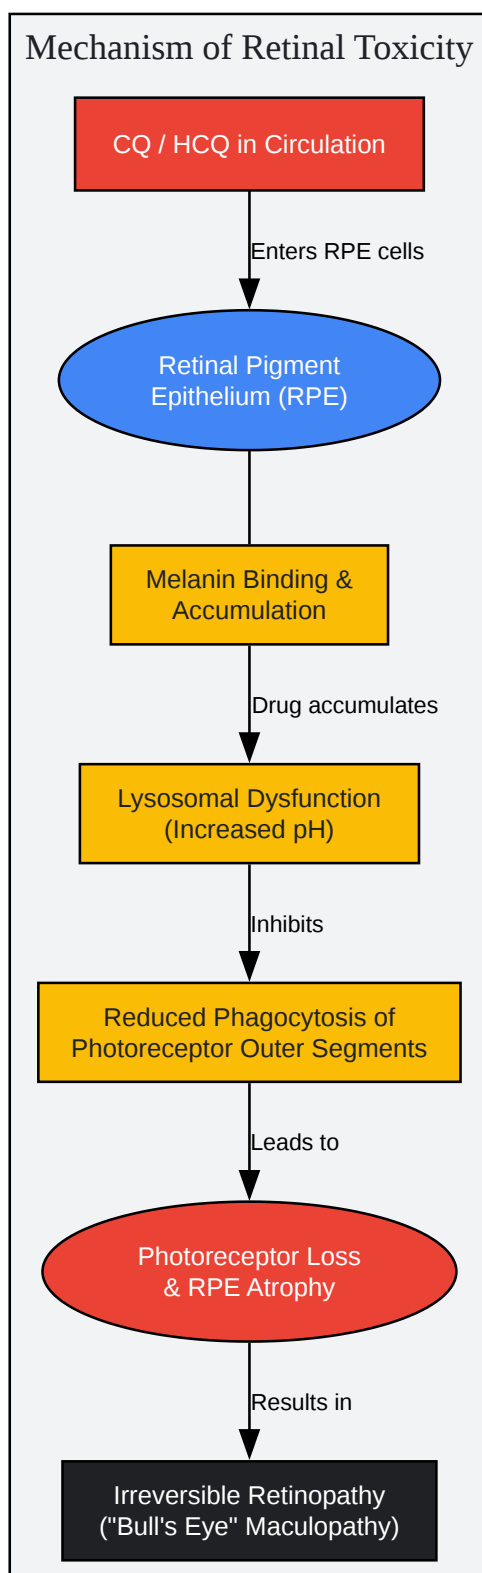 Mechanism of Retinal Toxicity
CQ / HCQ in Circulation
Enters RPE cells
Retinal Pigment
Epithelium (RPE)
Melanin Binding &
Accumulation
Drug accumulates
Lysosomal Dysfunction
(Increased pH)
Inhibits
Reduced Phagocytosis of
Photoreceptor Outer Segments
Leads to
Photoreceptor Loss
& RPE Atrophy
Results in
Irreversible Retinopathy
("Bull's Eye" Maculopathy)